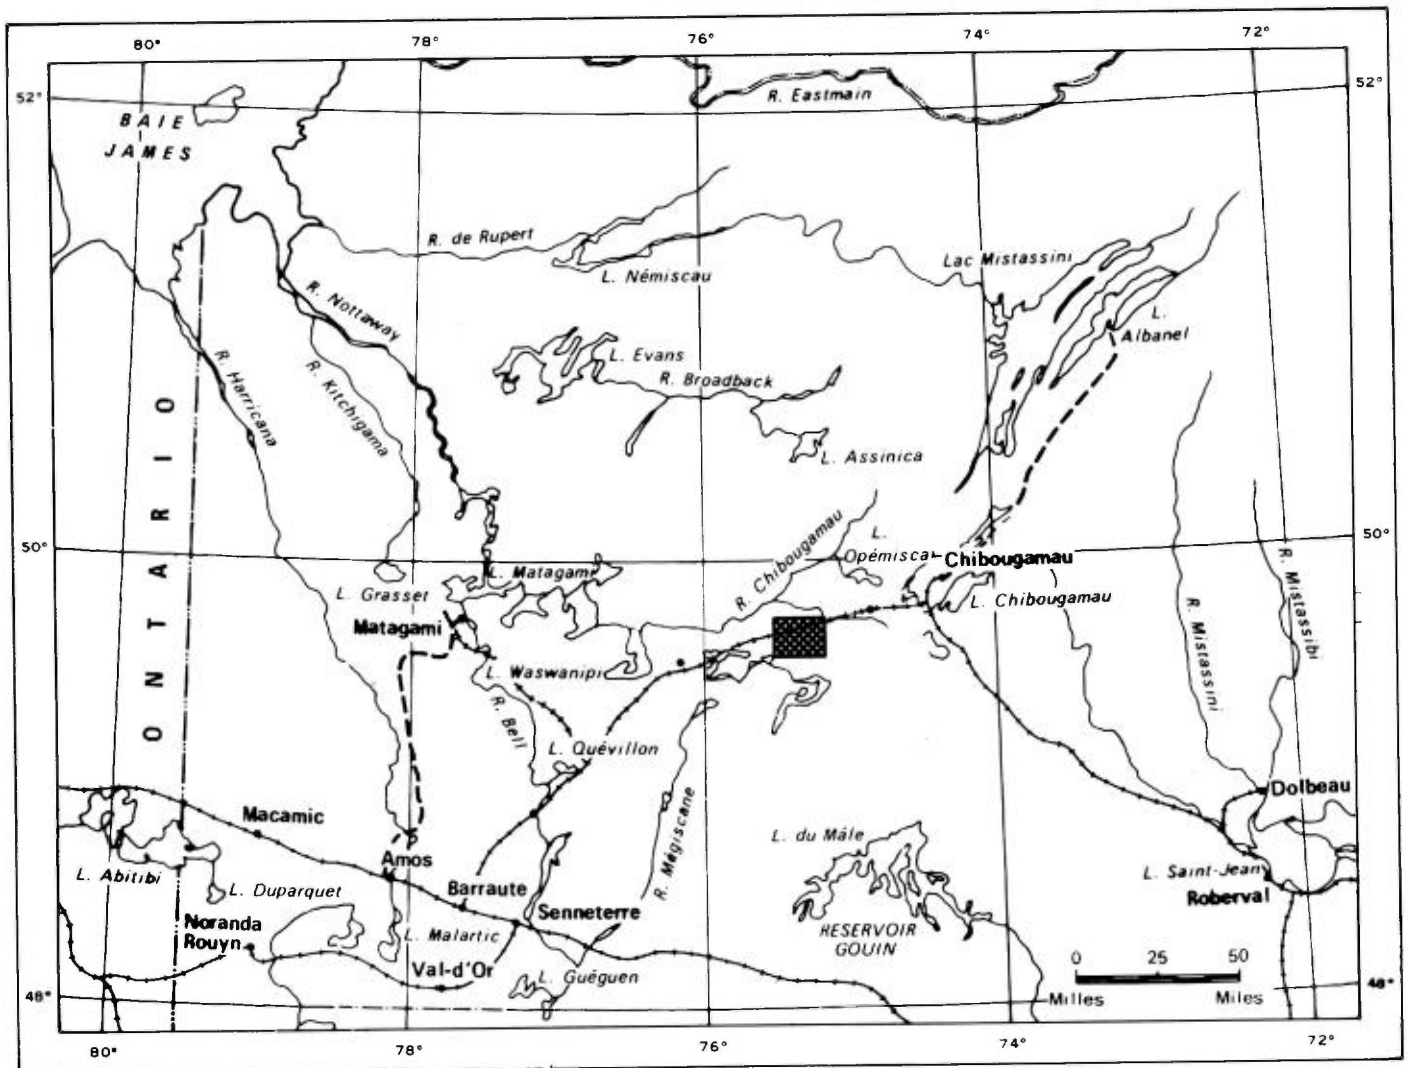 80°
78°
76°
74°
72°
52°
52°
R. Eastmain
BAIE
JAMES
R. de Rupert
L. Némiscau
Lac Mistassini
R. Nottaway
L.
Albanel
L. Evans
R. Broadback
R. Harricana
R. Kitchigama
L. Assinica
ONTARIO
50°
50°
R. Chibougamau
L.
Opémisca
Chibougamau
L. Matagami
L. Grasset
L. Chibougamau
Matagami
R. Mistassini
R. Mistassibi
L. Waswanipi
R. Bell
L. Quévillon
Dolbeau
Macamic
R. Mégiscane
L. du Mâle
Amos
L. Abitibi
L. Duparquet
Barraute
L. Saint-Jean
Roberval
Senneterre
Noranda
Rouyn
L. Malartic
RESERVOIR
GOUIN
Val-d'Or
L. Guéguen
0 25 50
Milles Miles
48°
48°
80°
78°
76°
74°
72°